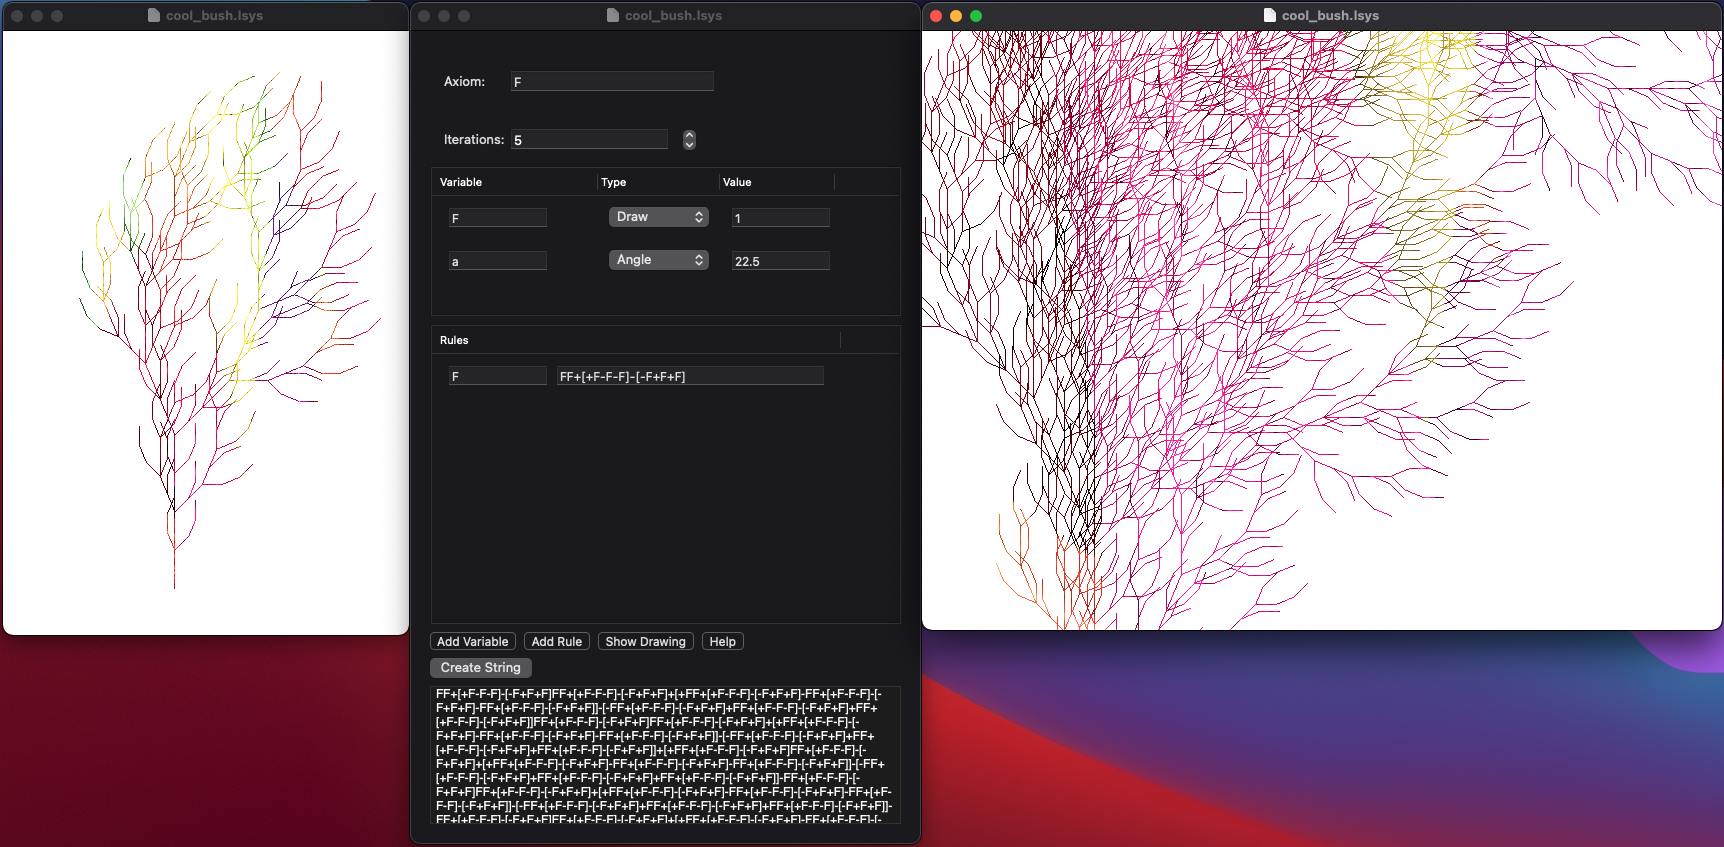 cool_bush.lsys
cool_bush.lsys
cool_bush.lsys
Axiom: F
Iterations: 5
Variable Type Value
F Draw 1
a Angle 22.5
Rules
F FF+[+F-F-F]-[-F+F+F]
Add Variable Add Rule Show Drawing Help
Create String
FF+[+F-F-F]-[-F+F+F]FF+[+F-F-F]-[-F+F+F]+[+FF+[+F-F-F]-[-F+F+F]-FF+[+F-F-F]-[-
F+F+F]-FF+[+F-F-F]-[-F+F+F]]-[-FF+[+F-F-F]-[-F+F+F]+FF+[+F-F-F]-[-F+F+F]+FF+
[+F-F-F]-[-F+F+F]]FF+[+F-F-F]-[-F+F+F]FF+[+F-F-F]-[-F+F+F]+[+FF+[+F-F-F]-[-
F+F+F]-FF+[+F-F-F]-[-F+F+F]-FF+[+F-F-F]-[-F+F+F]]-[-FF+[+F-F-F]-[-F+F+F]+FF+
[+F-F-F]-[-F+F+F]+FF+[+F-F-F]-[-F+F+F]]+[+FF+[+F-F-F]-[-F+F+F]FF+[+F-F-F]-[-
F+F+F]+[+FF+[+F-F-F]-[-F+F+F]-FF+[+F-F-F]-[-F+F+F]-FF+[+F-F-F]-[-F+F+F]]-[-FF+
[+F-F-F]-[-F+F+F]+FF+[+F-F-F]-[-F+F+F]+FF+[+F-F-F]-[-F+F+F]]-FF+[+F-F-F]-[-
F+F+F]FF+[+F-F-F]-[-F+F+F]+[+FF+[+F-F-F]-[-F+F+F]-FF+[+F-F-F]-[-F+F+F]-FF+[+F-
F-F]-[-F+F+F]]-[-FF+[+F-F-F]-[-F+F+F]+FF+[+F-F-F]-[-F+F+F]+FF+[+F-F-F]-[-F+F+F]]-
FF+[+F-F-F]-[-F+F+F]FF+[+F-F-F]-[-F+F+F]+[+FF+[+F-F-F]-[-F+F+F]-FF+[+F-F-F]-[-